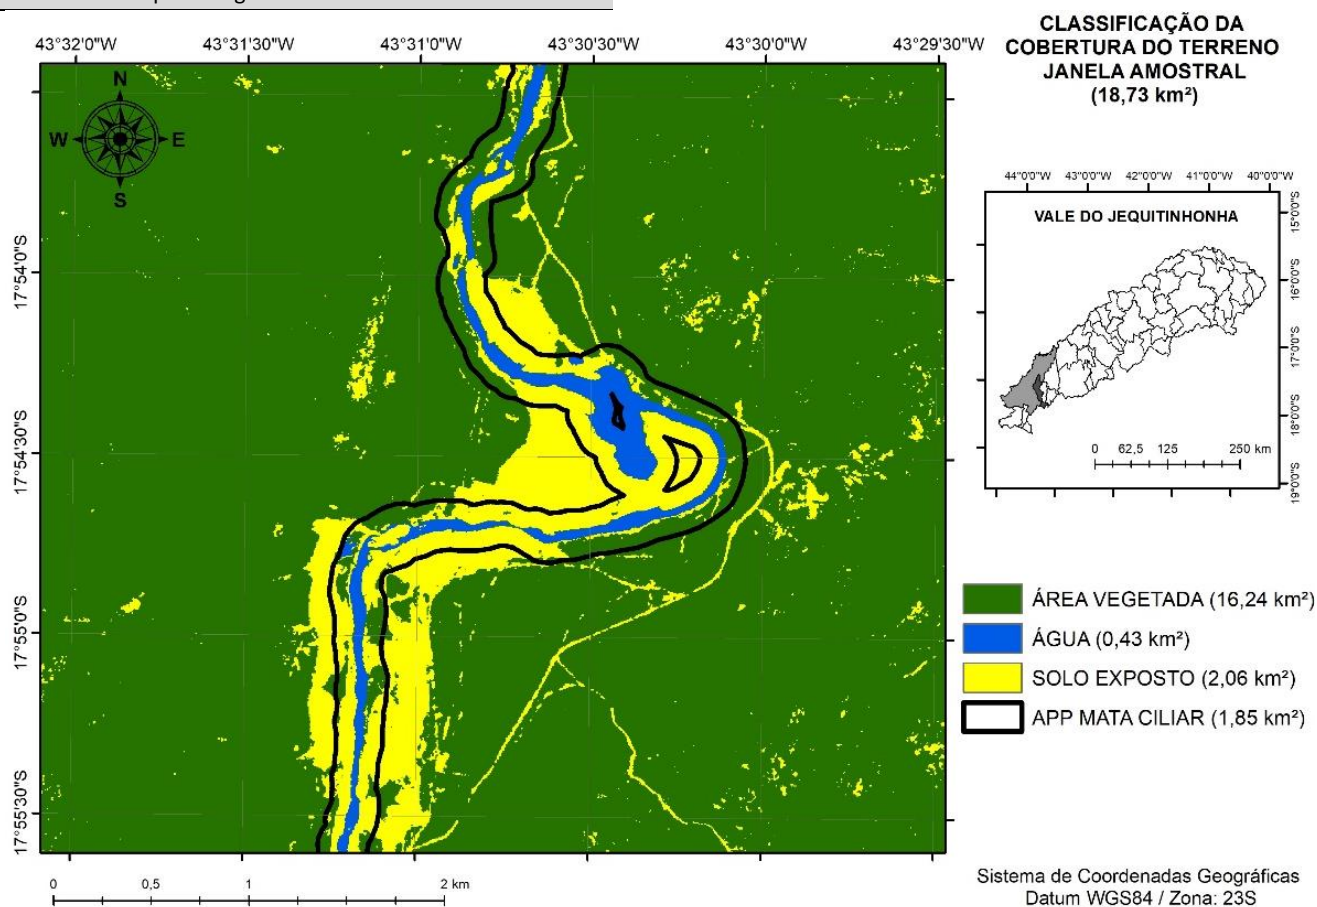 43°32'0"W 43°31'30"W 43°31'0"W 43°30'30"W 43°30'0"W 43°29'30"W
N
W E
S
17°54'0"S
17°54'30"S
17°55'0"S
17°55'30"S
0 0,5 1 2 km
CLASSIFICAÇÃO DA
COBERTURA DO TERRENO
JANELA AMOSTRAL
(18,73 km²)
44°0'0"W 43°0'0"W 42°0'0"W 41°0'0"W 40°0'0"W
VALE DO JEQUITINHONHA
15°0'0"S
16°0'0"S
17°0'0"S
18°0'0"S
19°0'0"S
0 62,5 125 250 km
ÁREA VEGETADA (16,24 km²)
ÁGUA (0,43 km²)
SOLO EXPOSTO (2,06 km²)
APP MATA CILIAR (1,85 km²)
Sistema de Coordenadas Geográficas
Datum WGS84 / Zona: 23S